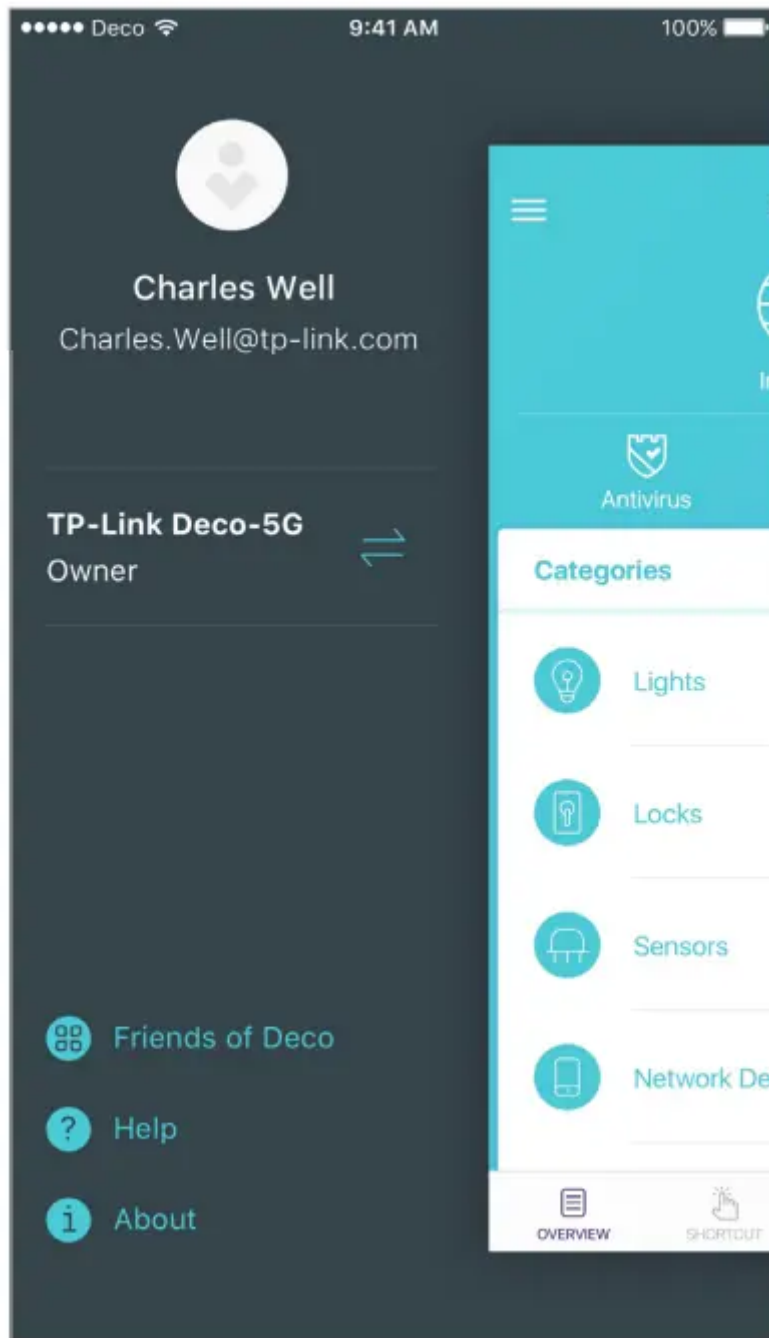 Deco 9:41 AM 100%
Charles Well
Charles.Well@tp-link.com
TP-Link Deco-5G
Owner
Friends of Deco
Help
About
Antivirus
Categories
Lights
Locks
Sensors
Network De
OVERVIEW
SHORTCUT